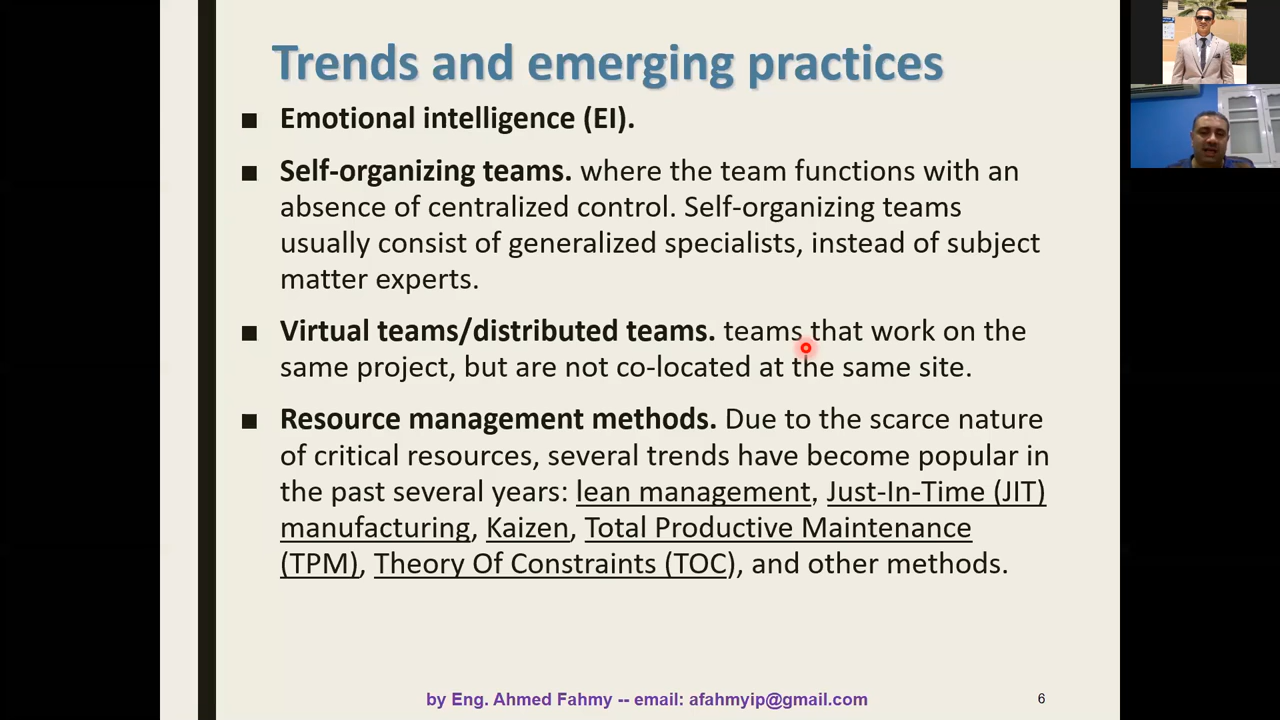 Trends and emerging practices
■ Emotional intelligence (EI).
■ Self-organizing teams. where the team functions with an
absence of centralized control. Self-organizing teams
usually consist of generalized specialists, instead of subject
matter experts.
■ Virtual teams/distributed teams. teams that work on the
same project, but are not co-located at the same site.
■ Resource management methods. Due to the scarce nature
of critical resources, several trends have become popular in
the past several years: lean management, Just-In-Time (JIT)
manufacturing, Kaizen, Total Productive Maintenance
(TPM), Theory Of Constraints (TOC), and other methods.
by Eng. Ahmed Fahmy -- email: afahmyip@gmail.com
6